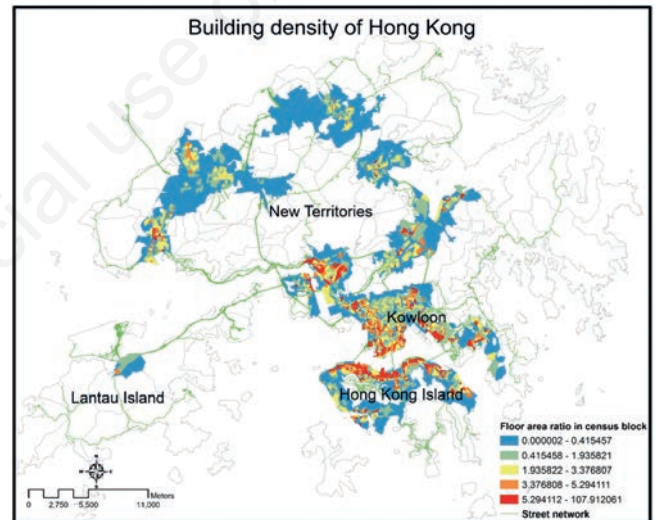 Building density of Hong Kong
New Territories
Kowloon
Lantau Island
Hong Kong Island
Floor area ratio in census block
0.000002 - 0.415457
0.415458 - 1.935821
1.935822 - 3.376807
3.376808 - 5.294111
5.294112 - 107.912061
Street network
Meters
0 2,750 5,500 11,000
cial use o